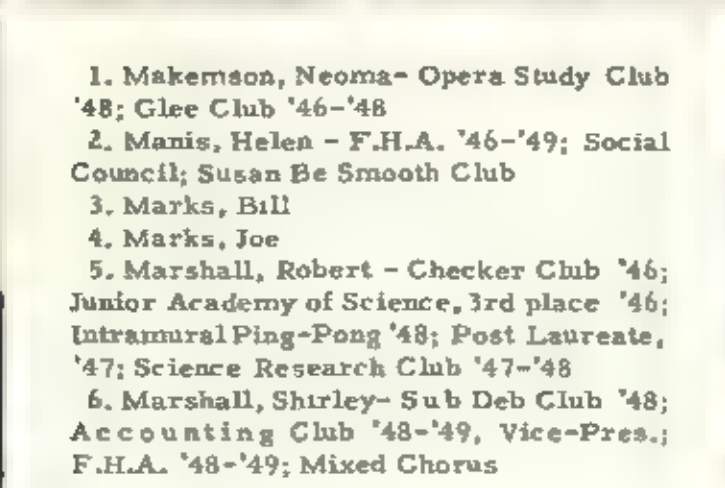 1. Makemson, Neoma- Opera Study Club
'48; Glee Club '46-'48
2. Manis, Helen - F.H.A. '46-'49; Social
Council; Susan Be Smooth Club
3. Marks, Bill
4. Marks, Joe
5. Marshall, Robert - Checker Club '46;
Junior Academy of Science, 3rd place '46;
Intramural Ping-Pong '48; Post Laureate,
'47; Science Research Club '47-'48
6. Marshall, Shirley- Sub Deb Club '48;
Accounting Club '48-'49, Vice-Pres.;
F.H.A. '48-'49; Mixed Chorus